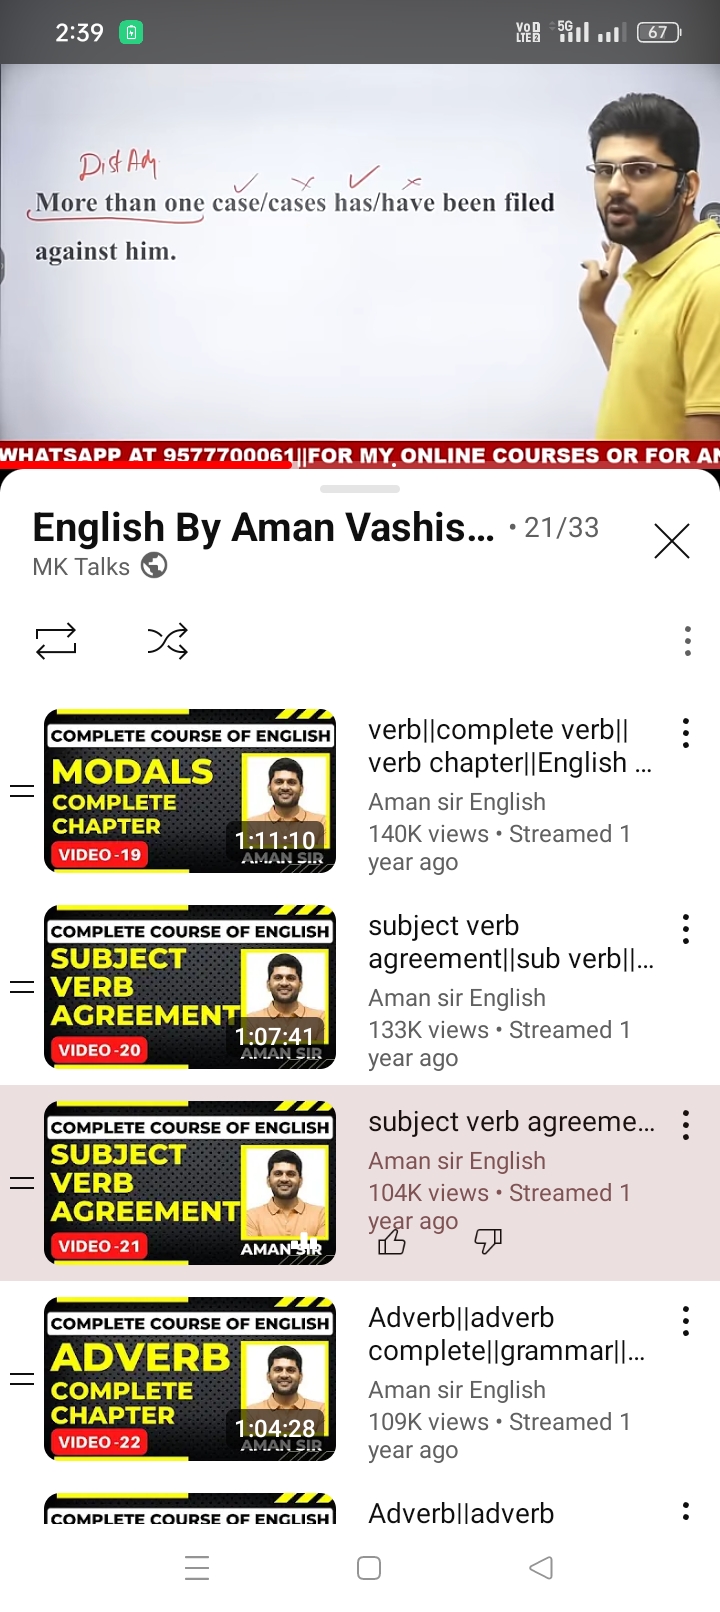 2:39
Vo LTE 2
5G
67
Dist Adj
More than one case/cases has/have been filed
against him.
WHATSAPP AT 9577700061||FOR MY ONLINE COURSES OR FOR AN
English By Aman Vashis... • 21/33
MK Talks
COMPLETE COURSE OF ENGLISH
MODALS
COMPLETE
CHAPTER
VIDEO -19
1:11:10
AMAN SIR
verb||complete verb||
verb chapter||English ...
Aman sir English
140K views • Streamed 1
year ago
COMPLETE COURSE OF ENGLISH
SUBJECT
VERB
AGREEMENT
VIDEO -20
1:07:41
AMAN SIR
subject verb
agreement||sub verb||...
Aman sir English
133K views • Streamed 1
year ago
COMPLETE COURSE OF ENGLISH
SUBJECT
VERB
AGREEMENT
VIDEO -21
AMAN SIR
subject verb agreeme...
Aman sir English
104K views • Streamed 1
year ago
COMPLETE COURSE OF ENGLISH
ADVERB
COMPLETE
CHAPTER
VIDEO -22
1:04:28
AMAN SIR
Adverb||adverb
complete||grammar||...
Aman sir English
109K views • Streamed 1
year ago
COMPLETE COURSE OF ENGLISH
Adverb||adverb